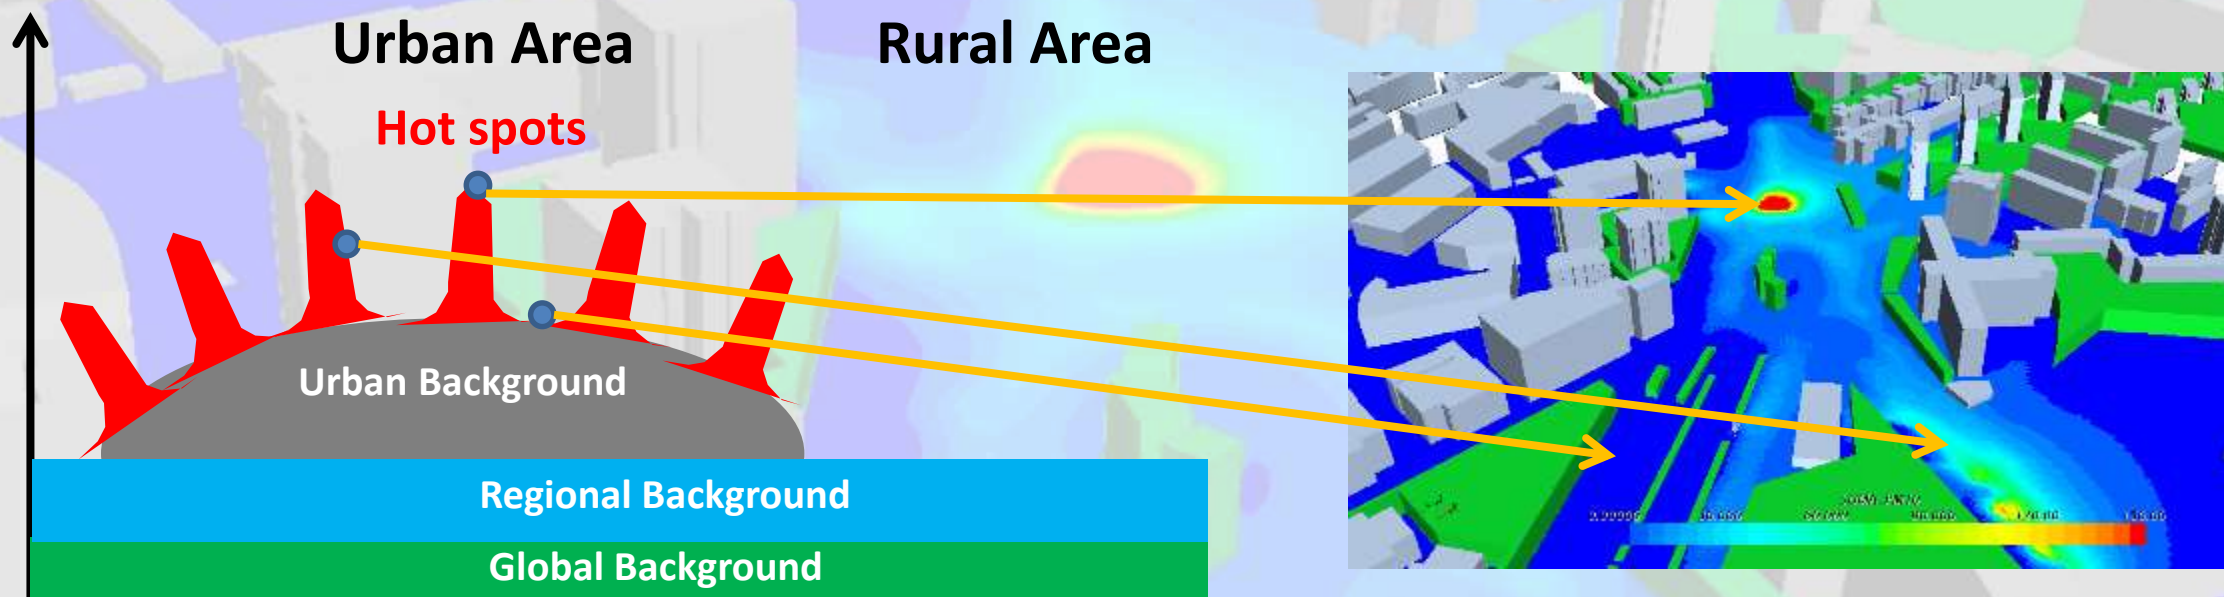 Urban Area
Rural Area
Hot spots
Urban Background
Regional Background
Global Background